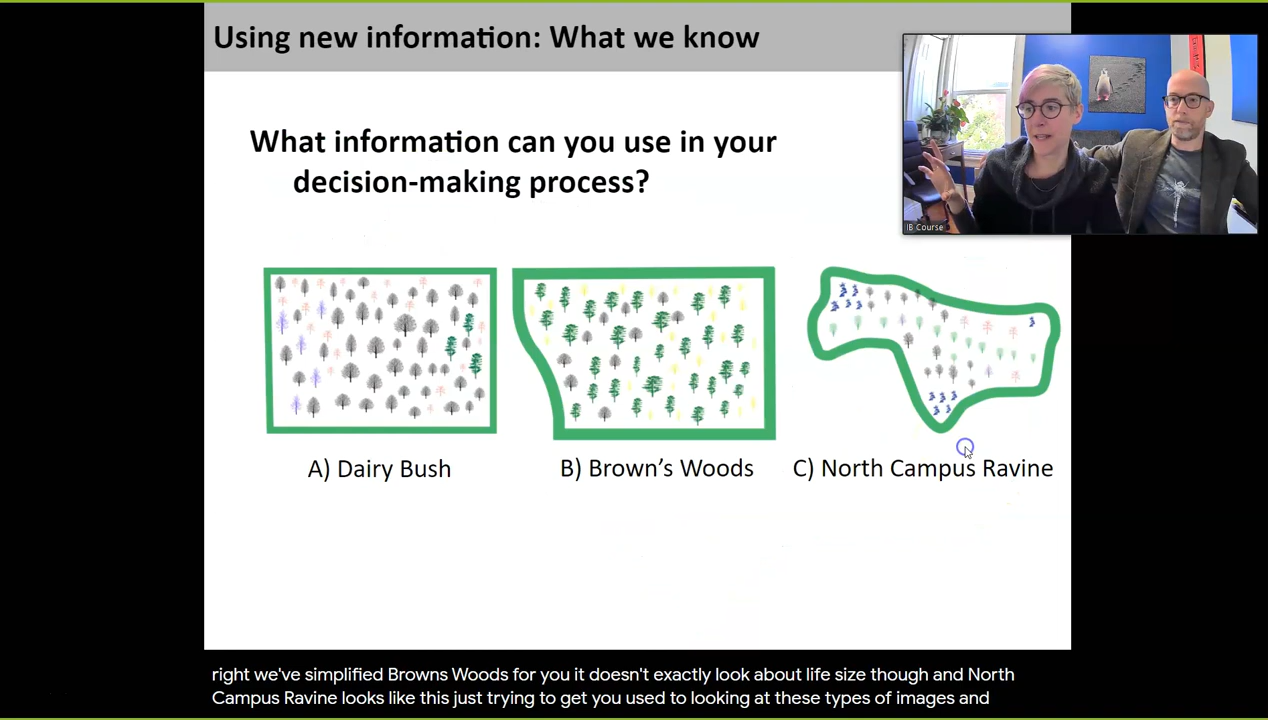 Using new information: What we know
What information can you use in your
decision-making process?
IB Course
A) Dairy Bush
B) Brown's Woods
C) North Campus Ravine
right we've simplified Browns Woods for you it doesn't exactly look about life size though and North
Campus Ravine looks like this just trying to get you used to looking at these types of images and